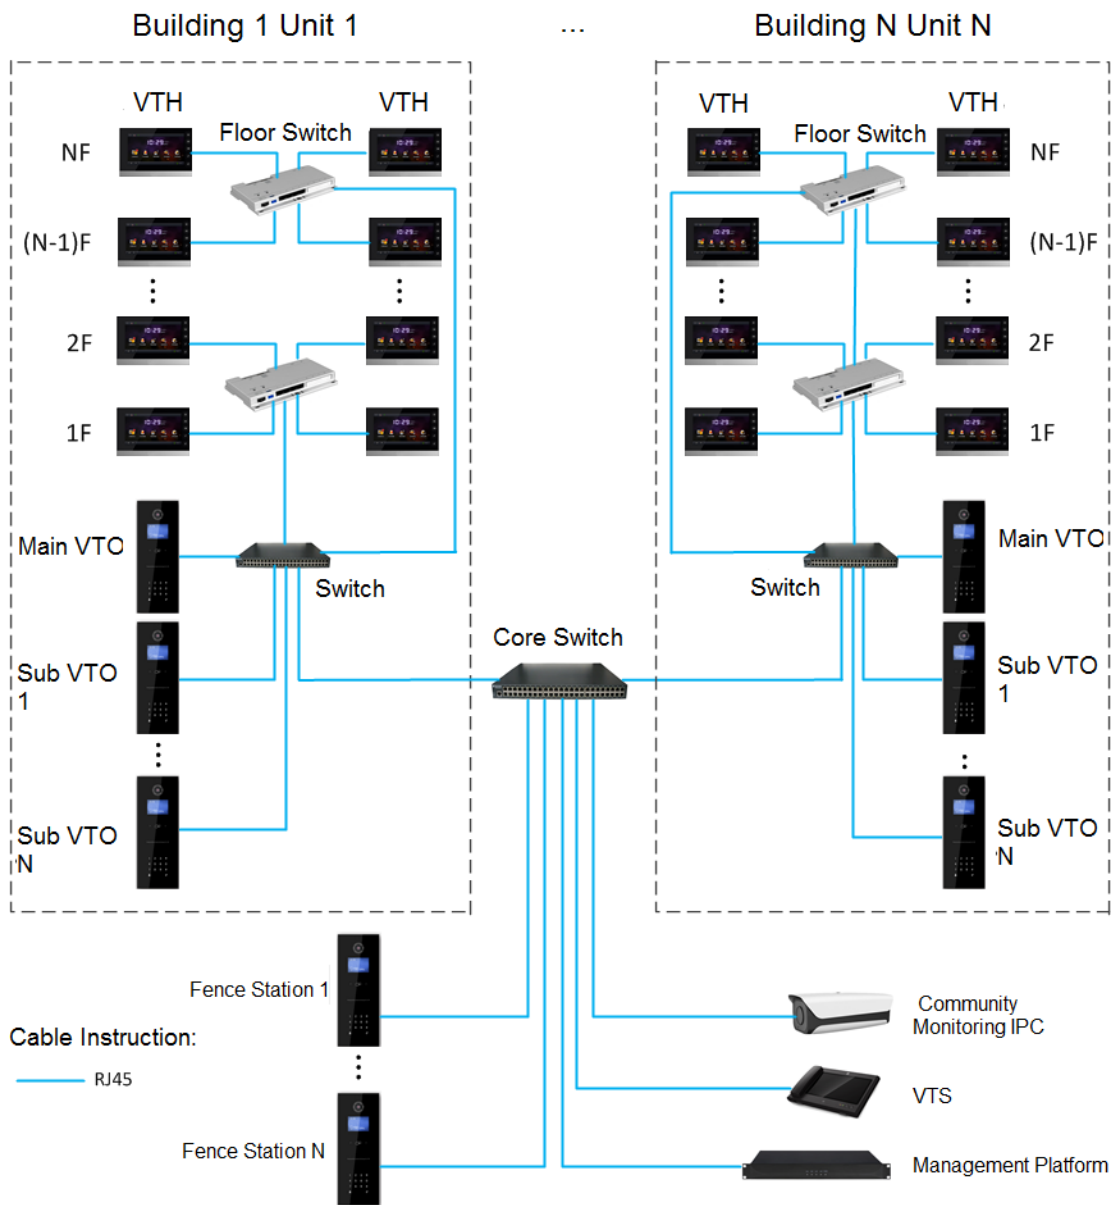 Building 1 Unit 1
...
Building N Unit N
VTH
VTH
Floor Switch
NF
(N-1)F
2F
1F
Main VTO
Switch
Sub VTO
1
Sub VTO
N
VTH
VTH
Floor Switch
NF
(N-1)F
2F
1F
Main VTO
Switch
Sub VTO
1
Sub VTO
N
Core Switch
Fence Station 1
Cable Instruction:
RJ45
Fence Station N
Community
Monitoring IPC
VTS
Management Platform